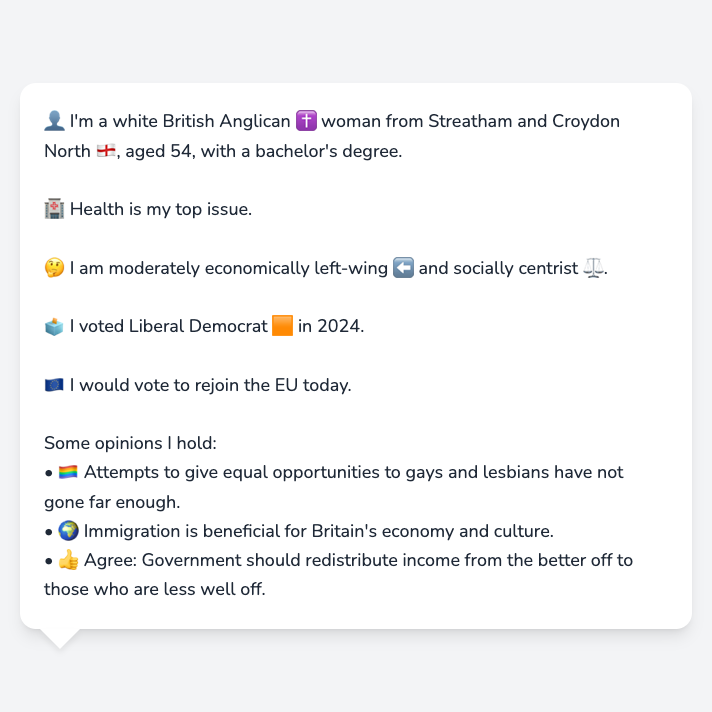 👤 I'm a white British Anglican ✝️ woman from Streatham and Croydon
North 🏴󠁧󠁢󠁥󠁮󠁧󠁿, aged 54, with a bachelor's degree.
🏥 Health is my top issue.
🤔 I am moderately economically left-wing ⬅️ and socially centrist ⚖️.
🗳️ I voted Liberal Democrat 🟧 in 2024.
🇪🇺 I would vote to rejoin the EU today.
Some opinions I hold:
• 🏳️‍🌈 Attempts to give equal opportunities to gays and lesbians have not
gone far enough.
• 🌍 Immigration is beneficial for Britain's economy and culture.
• 👍 Agree: Government should redistribute income from the better off to
those who are less well off.